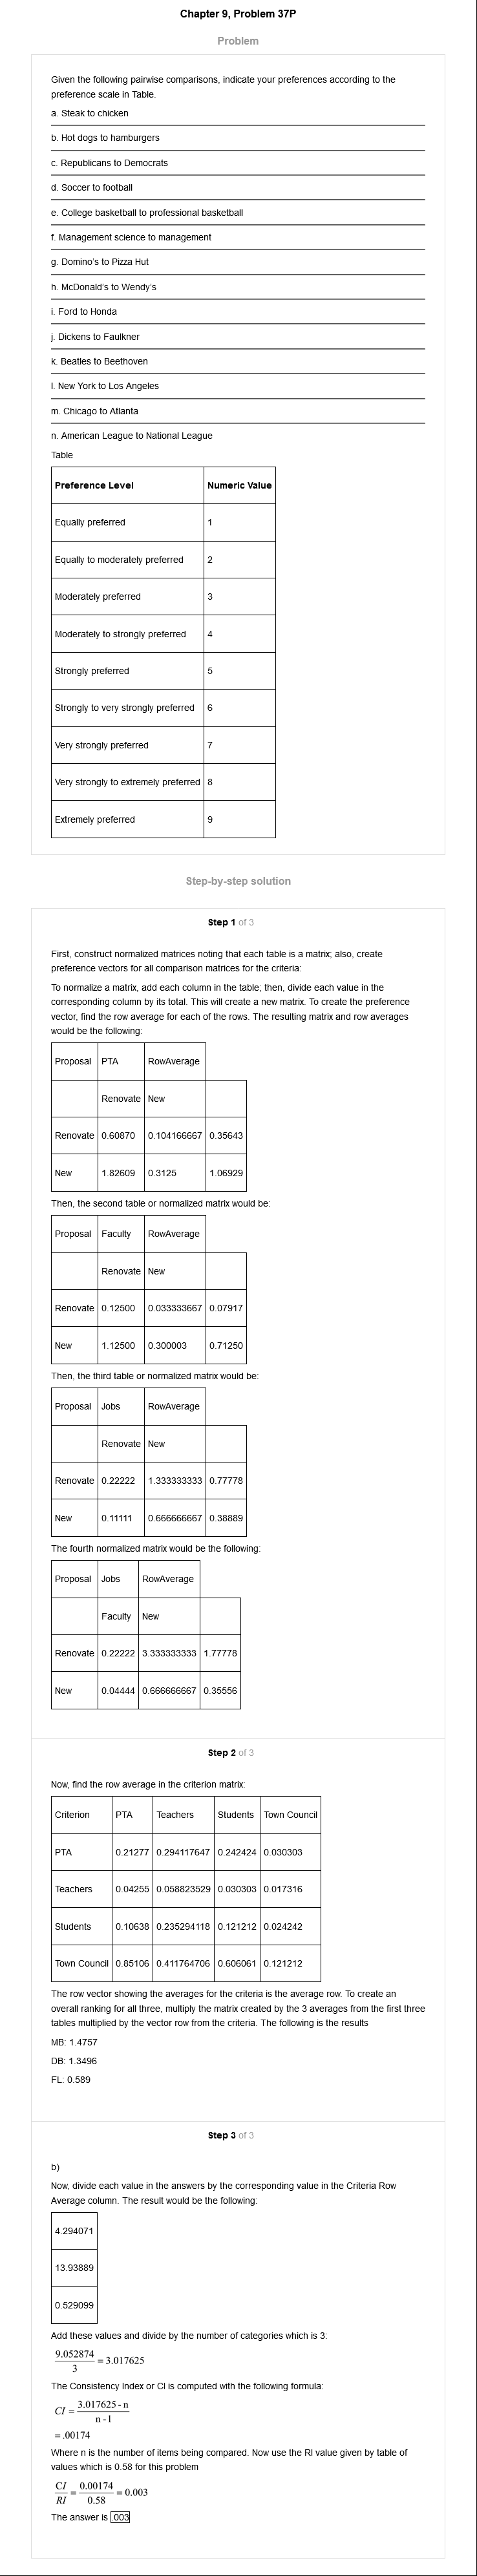 Chapter 9, Problem 37P
Problem
Given the following pairwise comparisons, indicate your preferences according to the
preference scale in Table.
a. Steak to chicken
b. Hot dogs to hamburgers
c. Republicans to Democrats
d. Soccer to football
e. College basketball to professional basketball
f. Management science to management
g. Domino's to Pizza Hut
h. McDonald's to Wendy's
i. Ford to Honda
j. Dickens to Faulkner
k. Beatles to Beethoven
l. New York to Los Angeles
m. Chicago to Atlanta
n. American League to National League
Table
Preference Level Numeric Value
Equally preferred 1
Equally to moderately preferred 2
Moderately preferred 3
Moderately to strongly preferred 4
Strongly preferred 5
Strongly to very strongly preferred 6
Very strongly preferred 7
Very strongly to extremely preferred 8
Extremely preferred 9
Step-by-step solution
Step 1 of 3
First, construct normalized matrices noting that each table is a matrix; also, create
preference vectors for all comparison matrices for the criteria:
To normalize a matrix, add each column in the table; then, divide each value in the
corresponding column by its total. This will create a new matrix. To create the preference
vector, find the row average for each of the rows. The resulting matrix and row averages
would be the following:
Proposal PTA RowAverage
Renovate New
Renovate 0.60870 0.104166667 0.35643
New 1.82609 0.3125 1.06929
Then, the second table or normalized matrix would be:
Proposal Faculty RowAverage
Renovate New
Renovate 0.12500 0.033333667 0.07917
New 1.12500 0.300003 0.71250
Then, the third table or normalized matrix would be:
Proposal Jobs RowAverage
Renovate New
Renovate 0.22222 1.333333333 0.77778
New 0.11111 0.666666667 0.38889
The fourth normalized matrix would be the following:
Proposal Jobs RowAverage
Faculty New
Renovate 0.22222 3.333333333 1.77778
New 0.04444 0.666666667 0.35556
Step 2 of 3
Now, find the row average in the criterion matrix:
Criterion PTA Teachers Students Town Council
PTA 0.21277 0.294117647 0.242424 0.030303
Teachers 0.04255 0.058823529 0.030303 0.017316
Students 0.10638 0.235294118 0.121212 0.024242
Town Council 0.85106 0.411764706 0.606061 0.121212
The row vector showing the averages for the criteria is the average row. To create an
overall ranking for all three, multiply the matrix created by the 3 averages from the first three
tables multiplied by the vector row from the criteria. The following is the results
MB: 1.4757
DB: 1.3496
FL: 0.589
Step 3 of 3
b)
Now, divide each value in the answers by the corresponding value in the Criteria Row
Average column. The result would be the following:
4.294071
13.93889
0.529099
Add these values and divide by the number of categories which is 3:
9.052874
3 = 3.017625
The Consistency Index or CI is computed with the following formula:
CI = 3.017625 - n
n - 1
= .00174
Where n is the number of items being compared. Now use the RI value given by table of
values which is 0.58 for this problem
CI / RI = 0.00174 / 0.58 = 0.003
The answer is .003